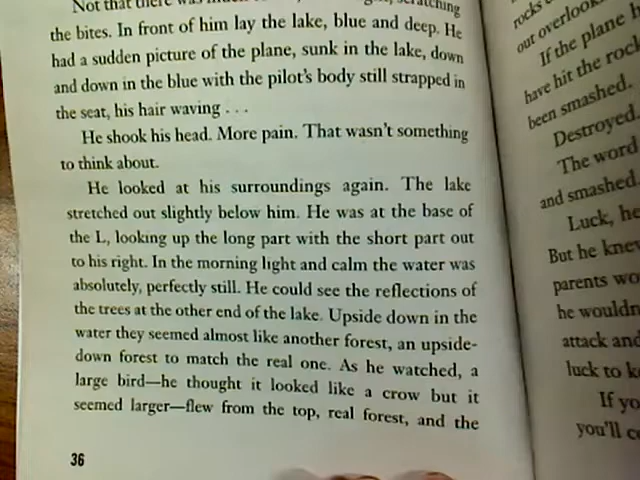 Not that there was scratching
the bites. In front of him lay the lake, blue and deep. He
had a sudden picture of the plane, sunk in the lake, down
and down in the blue with the pilot's body still strapped in
the seat, his hair waving . . .
He shook his head. More pain. That wasn't something
to think about.
He looked at his surroundings again. The lake
stretched out slightly below him. He was at the base of
the L, looking up the long part with the short part out
to his right. In the morning light and calm the water was
absolutely, perfectly still. He could see the reflections of
the trees at the other end of the lake. Upside down in the
water they seemed almost like another forest, an upside-
down forest to match the real one. As he watched, a
large bird—he thought it looked like a crow but it
seemed larger—flew from the top, real forest, and the
36
rocks
out overlook
If the plane
have hit the
been smashed.
Destroyed.
The word
and smashed.
Luck, he
But he knew
parents
he wouldn
attack and
luck to
If
you'll